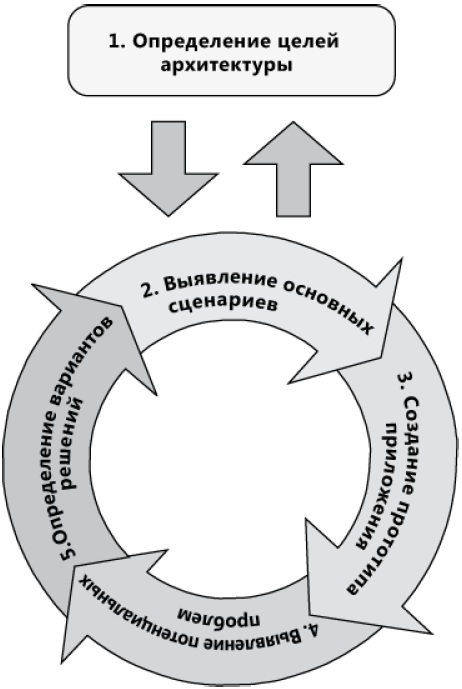 1. Определение целей
архитектуры
2. Выявление основных
сценариев
3. Создание прототипа
приложения
4. Выявление потенциальных
проблем
5.Определение вариантов
решений